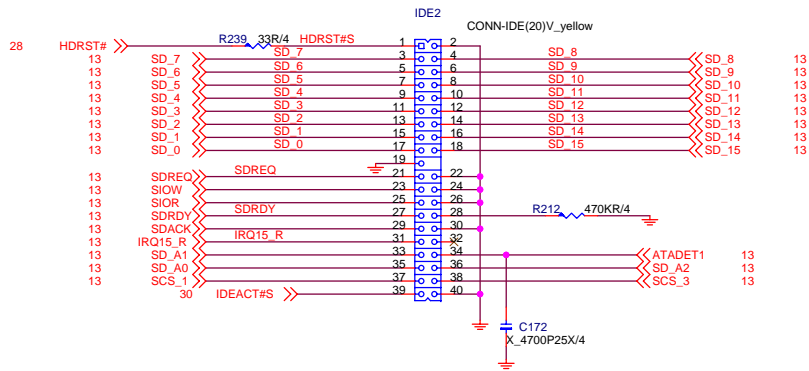 IDE2
CONN-IDE(20)V_yellow
28 HDRST# R239 33R/4 HDRST#S 1 2
13 SD_7 SD_7 3 4 SD_8 SD_8 13
13 SD_6 SD_6 5 6 SD_9 SD_9 13
13 SD_5 SD_5 7 8 SD_10 SD_10 13
13 SD_4 SD_4 9 10 SD_11 SD_11 13
13 SD_3 SD_3 11 12 SD_12 SD_12 13
13 SD_2 SD_2 13 14 SD_13 SD_13 13
13 SD_1 SD_1 15 16 SD_14 SD_14 13
13 SD_0 SD_0 17 18 SD_15 SD_15 13
19
13 SDREQ SDREQ 21 22
13 SIOW 23 24
13 SIOR 25 26
13 SDRDY SDRDY 27 28 R212 470KR/4
13 SDACK 29 30
13 IRQ15_R IRQ15_R 31 32
13 SD_A1 33 34 ATADET1 13
13 SD_A0 35 36 SD_A2 13
13 SCS_1 37 38 SCS_3 13
30 IDEACT#S 39 40
C172
X_4700P25X/4